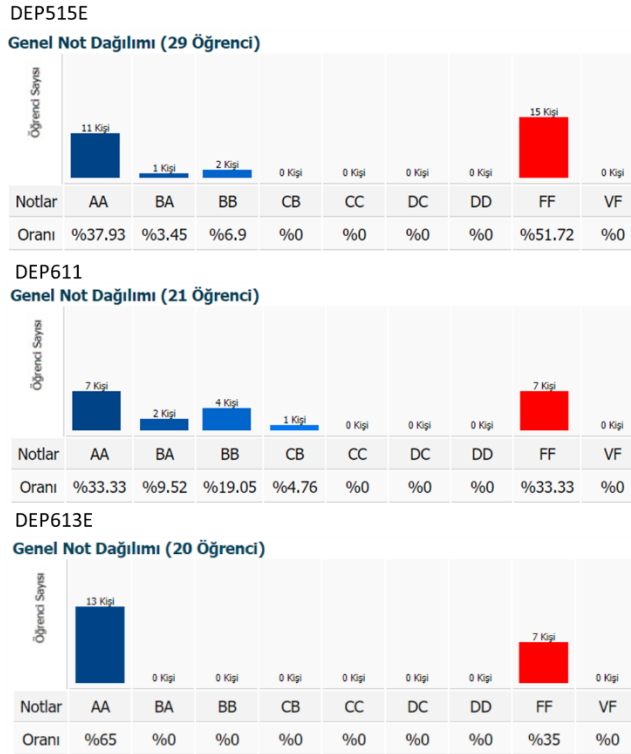 DEP515E
Genel Not Dağılımı (29 Öğrenci)
Öğrenci Sayısı
11 Kişi 1 Kişi 2 Kişi 0 Kişi 0 Kişi 0 Kişi 0 Kişi 15 Kişi 0 Kişi
Notlar AA BA BB CB CC DC DD FF VF
Oranı %37.93 %3.45 %6.9 %0 %0 %0 %0 %51.72 %0
DEP611
Genel Not Dağılımı (21 Öğrenci)
Öğrenci Sayısı
7 Kişi 2 Kişi 4 Kişi 1 Kişi 0 Kişi 0 Kişi 0 Kişi 7 Kişi 0 Kişi
Notlar AA BA BB CB CC DC DD FF VF
Oranı %33.33 %9.52 %19.05 %4.76 %0 %0 %0 %33.33 %0
DEP613E
Genel Not Dağılımı (20 Öğrenci)
Öğrenci Sayısı
13 Kişi 0 Kişi 0 Kişi 0 Kişi 0 Kişi 0 Kişi 0 Kişi 7 Kişi 0 Kişi
Notlar AA BA BB CB CC DC DD FF VF
Oranı %65 %0 %0 %0 %0 %0 %0 %35 %0